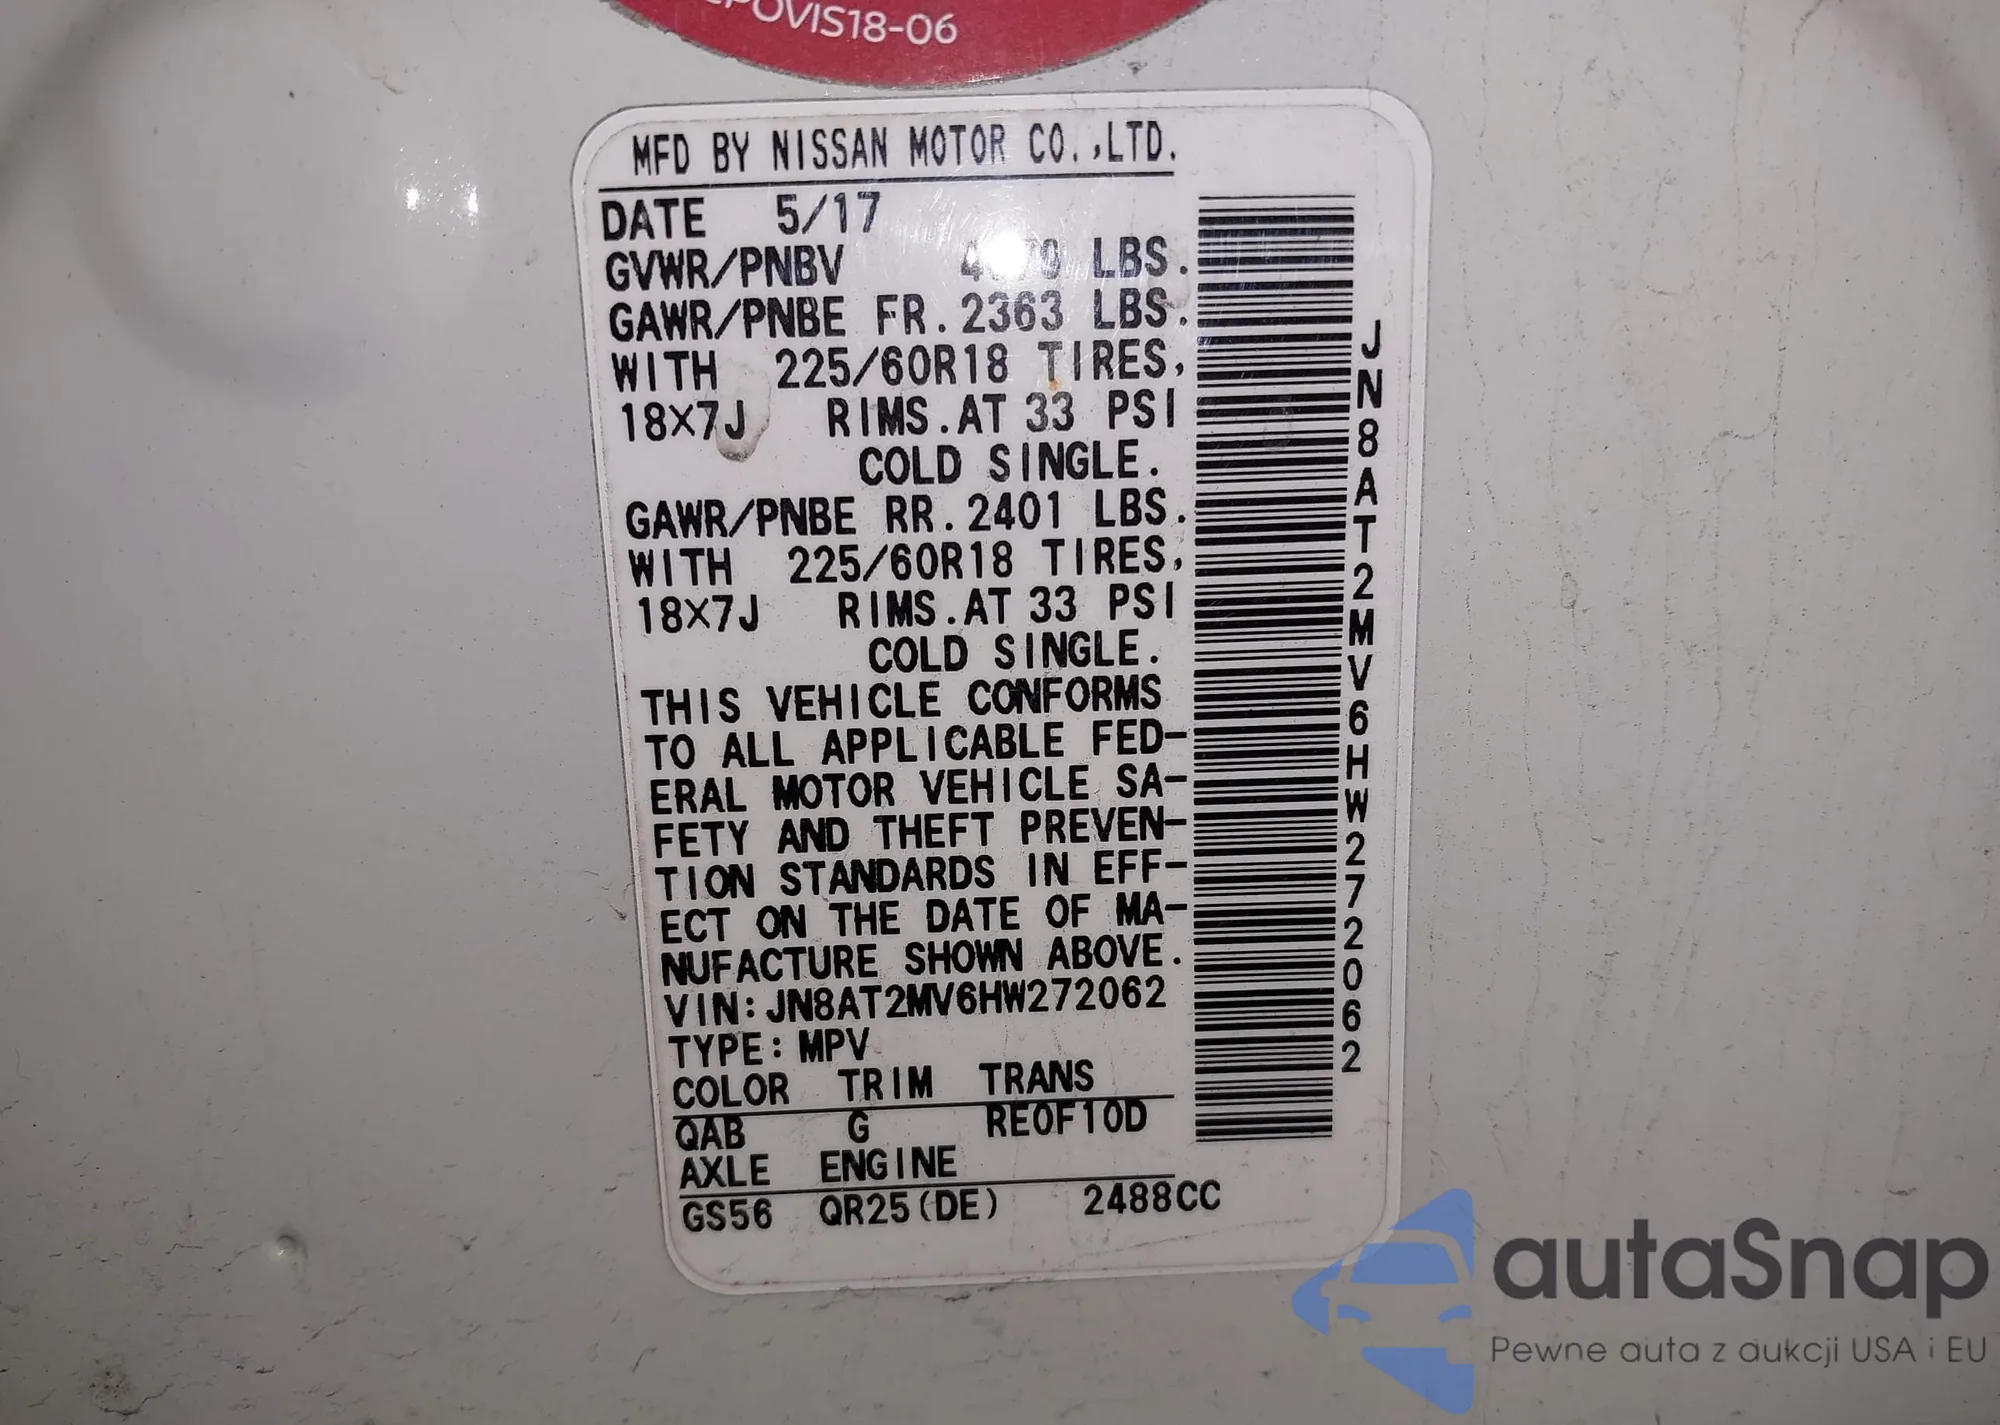 POVIS18-06
MFD BY NISSAN MOTOR CO.,LTD.
DATE 5/17
GVWR/PNBV LBS.
GAWR/PNBE FR. 2363 LBS.
WITH 225/60R18 TIRES,
18X7J RIMS. AT 33 PSI
COLD SINGLE.
GAWR/PNBE RR. 2401 LBS.
WITH 225/60R18 TIRES,
18X7J RIMS. AT 33 PSI
COLD SINGLE.
THIS VEHICLE CONFORMS
TO ALL APPLICABLE FED-
ERAL MOTOR VEHICLE SA-
FETY AND THEFT PREVEN-
TION STANDARDS IN EFF-
ECT ON THE DATE OF MA-
NUFACTURE SHOWN ABOVE.
VIN: JN8AT2MV6HW272062
TYPE: MPV
COLOR TRIM TRANS
QAB G RE0F10D
AXLE ENGINE
GS56 QR25(DE) 2488CC
JN8AT2MV6HW272062
autaSnap
Pewne auta z aukcji USA i EU